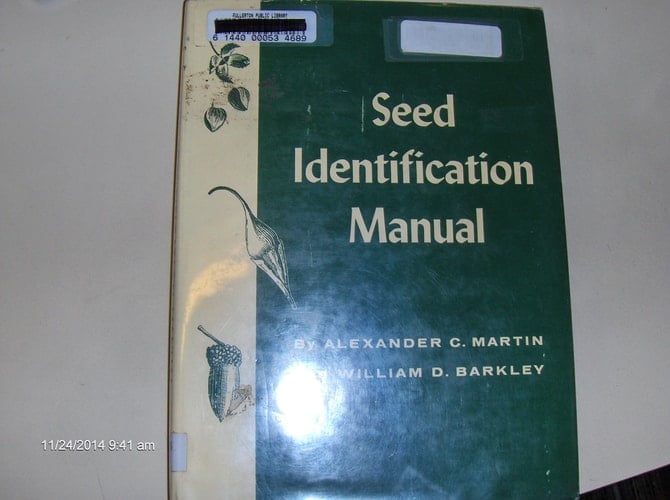 FULLERTON PUBLIC LIBRARY
6 1440 00053 4689
Seed
Identification
Manual
By ALEXANDER C. MARTIN
WILLIAM D. BARKLEY
11/24/2014 9:41 am